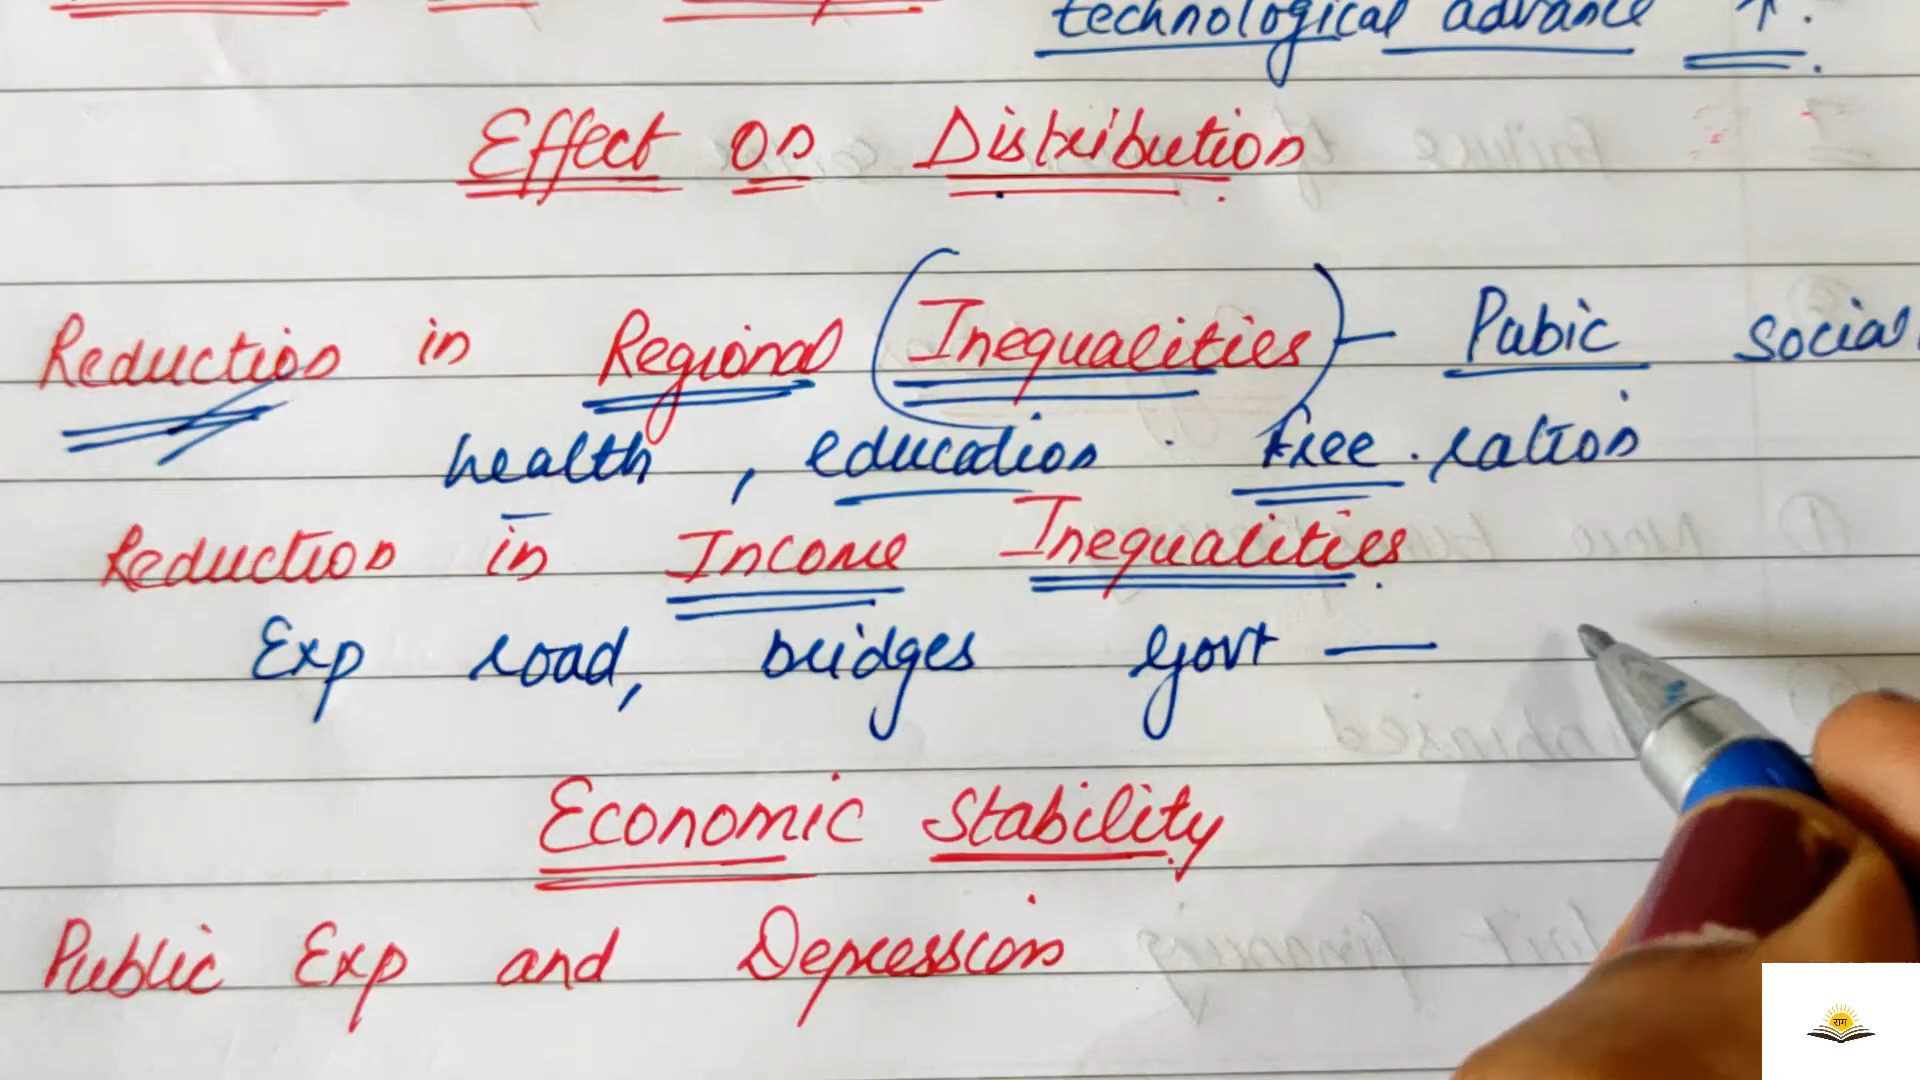 technological advance ↑.
Effect on Distribution
Reduction in Regional (Inequalities) — Pubic social
health, education. free. ration
Reduction in Income Inequalities.
Exp road, bridges Govt —
Economic Stability
Public Exp and Depression
राम